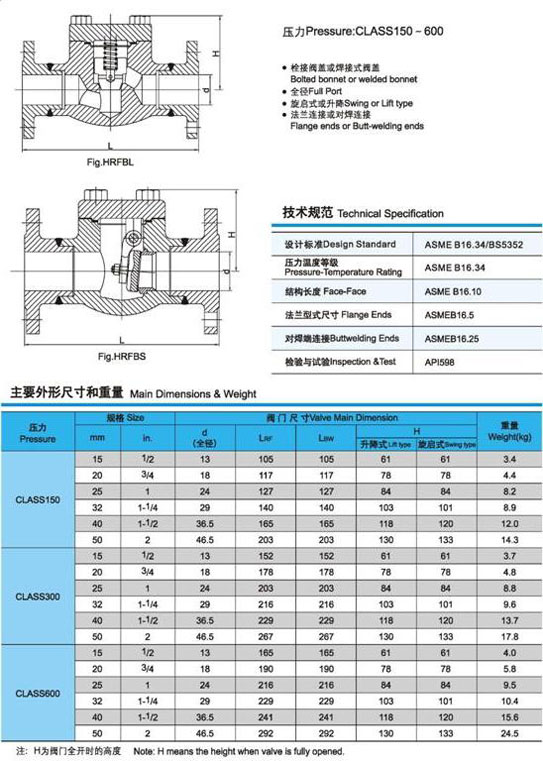 H
d
L
Fig.HRFBL
压力Pressure:CLASS150－600
● 栓接阀盖或焊接式阀盖
Bolted bonnet or welded bonnet
● 全径Full Port
● 旋启式或升降Swing or Lift type
● 法兰连接或对焊连接
Flange ends or Butt-welding ends
H
d
L
Fig.HRFBS
技术规范 Technical Specification
设计标准Design Standard ASME B16.34/BS5352
压力温度等级
Pressure-Temperature Rating ASME B16.34
结构长度 Face-Face ASME B16.10
法兰型式尺寸 Flange Ends ASMEB16.5
对焊端连接Buttwelding Ends ASMEB16.25
检验与试验Inspection &Test API598
主要外形尺寸和重量 Main Dimensions & Weight
压力 Pressure 规格 Size 阀 门 尺 寸Valve Main Dimension 重量 Weight(kg)
mm in. d (全径) LRF LBW H
升降式Lift type 旋启式Swing type
CLASS150
15 1/2 13 105 105 61 61 3.4
20 3/4 18 117 117 78 78 4.4
25 1 24 127 127 84 84 8.2
32 1-1/4 29 140 140 103 101 8.9
40 1-1/2 36.5 165 165 118 120 12.0
50 2 46.5 203 203 130 133 14.3
CLASS300
15 1/2 13 152 152 61 61 3.7
20 3/4 18 178 178 78 78 4.8
25 1 24 203 203 84 84 8.8
32 1-1/4 29 216 216 103 101 9.6
40 1-1/2 36.5 229 229 118 120 13.7
50 2 46.5 267 267 130 133 17.8
CLASS600
15 1/2 13 165 165 61 61 4.0
20 3/4 18 190 190 78 78 5.8
25 1 24 216 216 84 84 9.5
32 1-1/4 29 229 229 103 101 10.4
40 1-1/2 36.5 241 241 118 120 15.6
50 2 46.5 292 292 130 133 24.5
注: H为阀门全开时的高度 Note: H means the height when valve is fully opened.